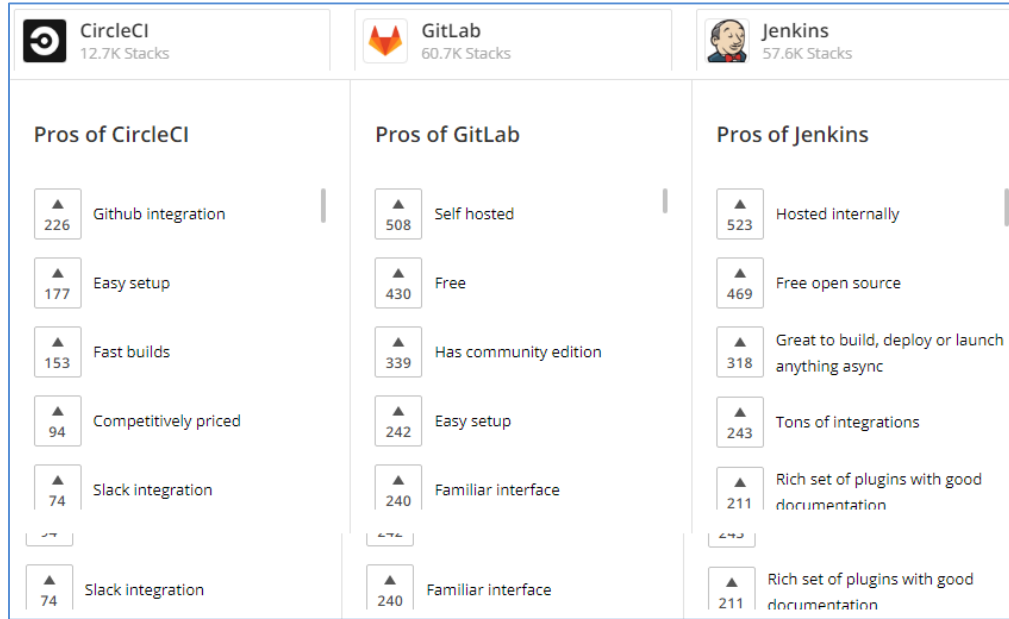 CircleCI
12.7K Stacks
GitLab
60.7K Stacks
Jenkins
57.6K Stacks
Pros of CircleCI
226 Github integration
177 Easy setup
153 Fast builds
94 Competitively priced
74 Slack integration
Pros of GitLab
508 Self hosted
430 Free
339 Has community edition
242 Easy setup
240 Familiar interface
Pros of Jenkins
523 Hosted internally
469 Free open source
318 Great to build, deploy or launch
anything async
243 Tons of integrations
211 Rich set of plugins with good
documentation
94
242
243
74 Slack integration
240 Familiar interface
211 Rich set of plugins with good
documentation